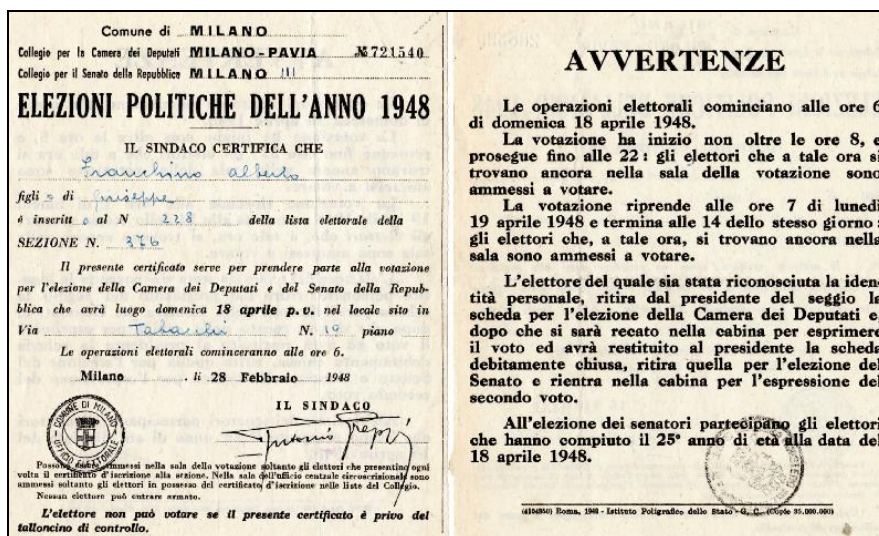 Comune di MILANO
Collegio per la Camera dei Deputati MILANO-PAVIA № 721540
Collegio per il Senato della Repubblica MILANO III
ELEZIONI POLITICHE DELL'ANNO 1948
IL SINDACO CERTIFICA CHE
Franchino Alberto
figlio di Giuseppe
è inscritto al N 228 della lista elettorale della
SEZIONE N. 376
Il presente certificato serve per prendere parte alla votazione
per l'elezione della Camera dei Deputati e del Senato della Repub-
blica che avrà luogo domenica 18 aprile p. v. nel locale sito in
Via Tabacchi N. 19 piano
Le operazioni elettorali cominceranno alle ore 6.
Milano, li 28 Febbraio 1948
IL SINDACO
COMUNE DI MILANO
UFFICIO ELETTORALE
Possono essere ammessi nella sala della votazione soltanto gli elettori che presentino ogni
volta il certificato d'iscrizione alla sezione. Nella sala dell'ufficio centrale circoscrizionale sono
ammessi soltanto gli elettori in possesso del certificato d'iscrizione nelle liste del Collegio.
Nessun elettore può entrare armato.
L'elettore non può votare se il presente certificato è privo del
talloncino di controllo.
AVVERTENZE
Le operazioni elettorali cominciano alle ore 6
di domenica 18 aprile 1948.
La votazione ha inizio non oltre le ore 8, e
prosegue fino alle 22: gli elettori che a tale ora si
trovano ancora nella sala della votazione sono
ammessi a votare.
La votazione riprende alle ore 7 di lunedì
19 aprile 1948 e termina alle 14 dello stesso giorno:
gli elettori che, a tale ora, si trovano ancora nella
sala sono ammessi a votare.
L'elettore del quale sia stata riconosciuta la iden-
tità personale, ritira dal presidente del seggio la
scheda per l'elezione della Camera dei Deputati e,
dopo che si sarà recato nella cabina per esprimere
il voto ed avrà restituito al presidente la scheda
debitamente chiusa, ritira quella per l'elezione del
Senato e rientra nella cabina per l'espressione del
secondo voto.
All'elezione dei senatori partecipano gli elettori
che hanno compiuto il 25° anno di età alla data del
18 aprile 1948.
Roma, 1948 - Istituto Poligrafico dello Stato - G. C. (Copie 35.000.000)